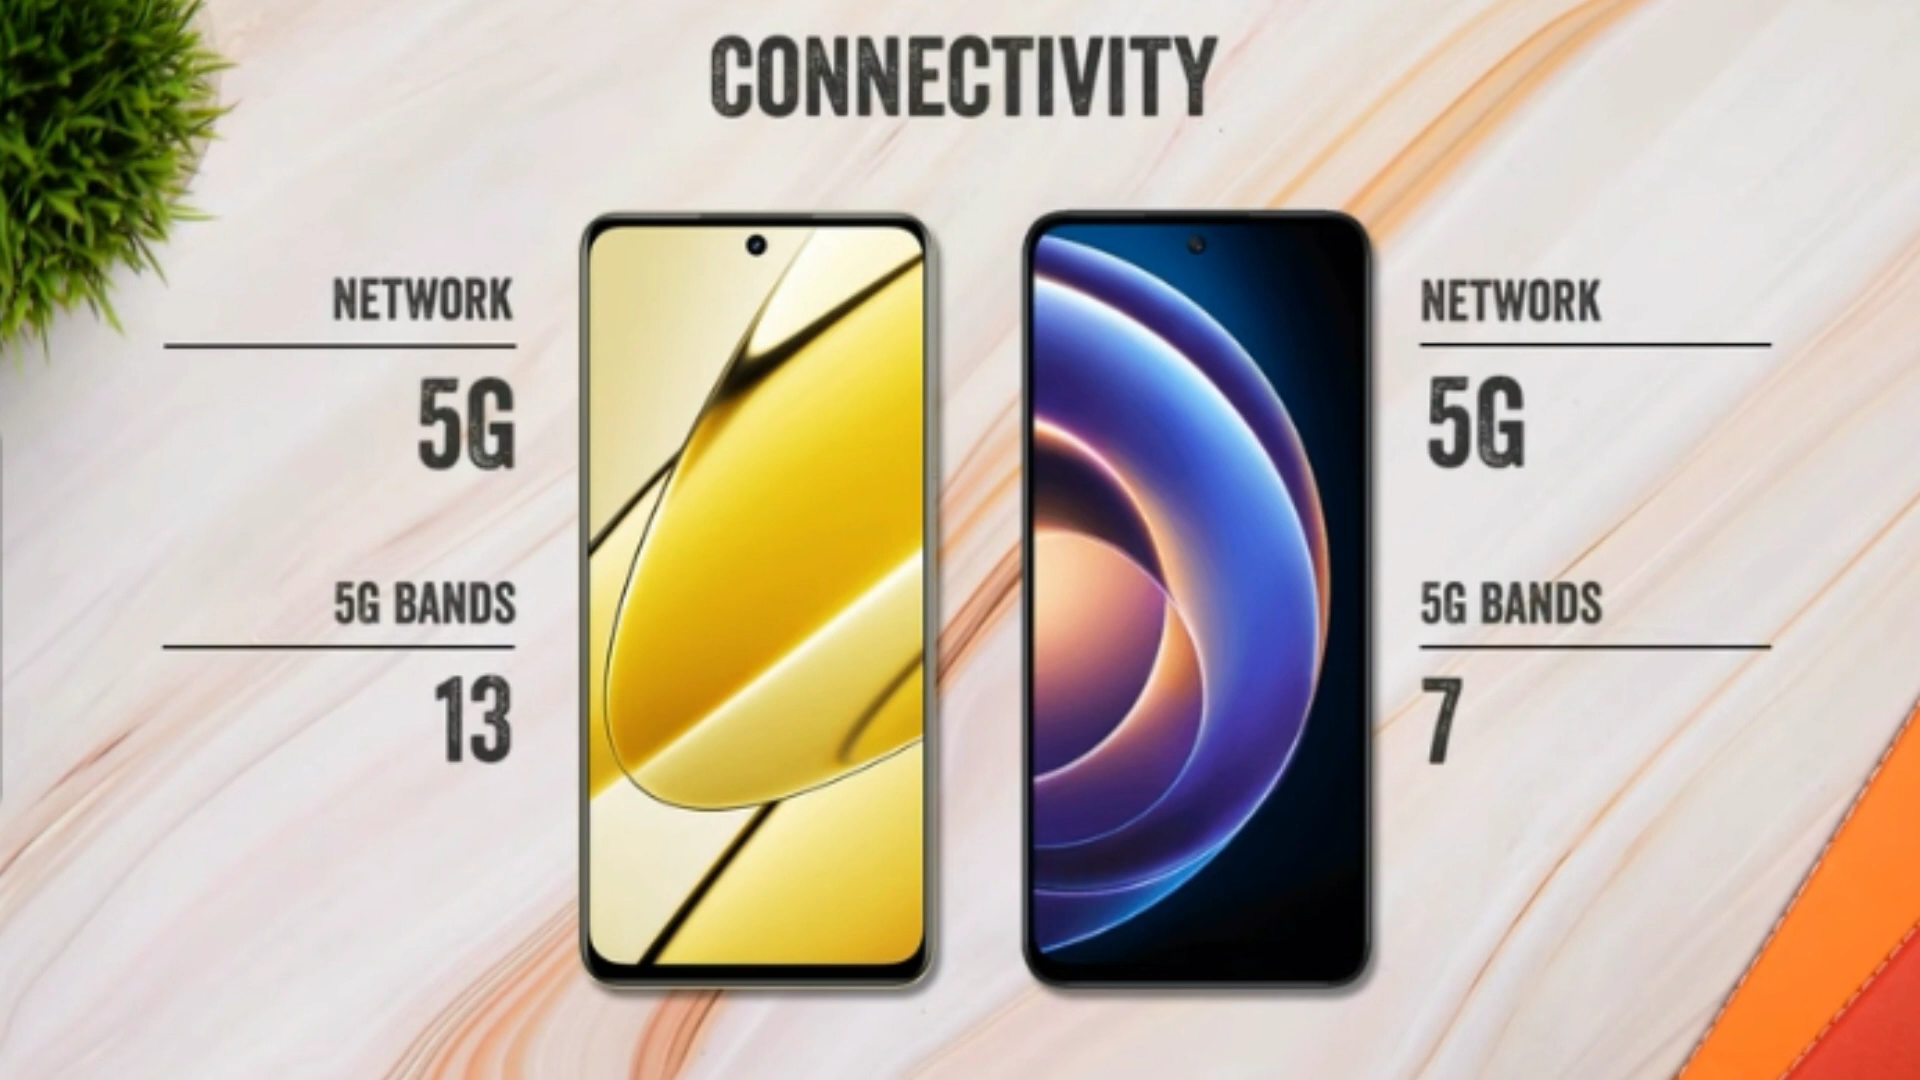 CONNECTIVITY
NETWORK
5G
5G BANDS
13
NETWORK
5G
5G BANDS
7